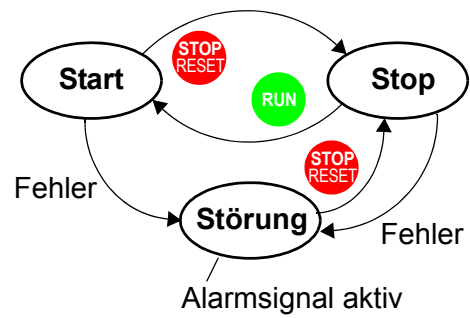 STOP
RESET
Start
Stop
RUN
STOP
RESET
Fehler
Störung
Fehler
Alarmsignal aktiv